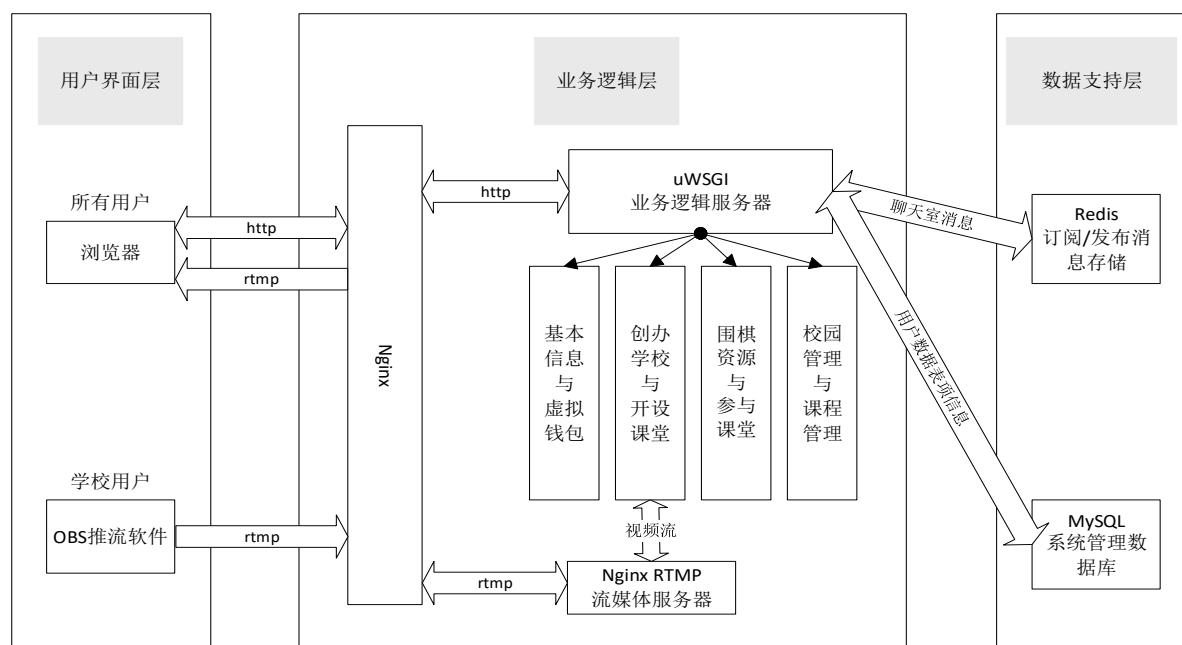 用户界面层
业务逻辑层
数据支持层
所有用户
浏览器
http
rtmp
学校用户
OBS推流软件
rtmp
Nginx
http
uWSGI
业务逻辑服务器
基本
信息
与
虚拟
钱包
创办
学校
与
开设
课堂
围棋
资源
与
参与
课堂
校园
管理
与
课程
管理
视频流
rtmp
Nginx RTMP
流媒体服务器
聊天室消息
用户数据表项信息
Redis
订阅/发布消
息存储
MySQL
系统管理数
据库